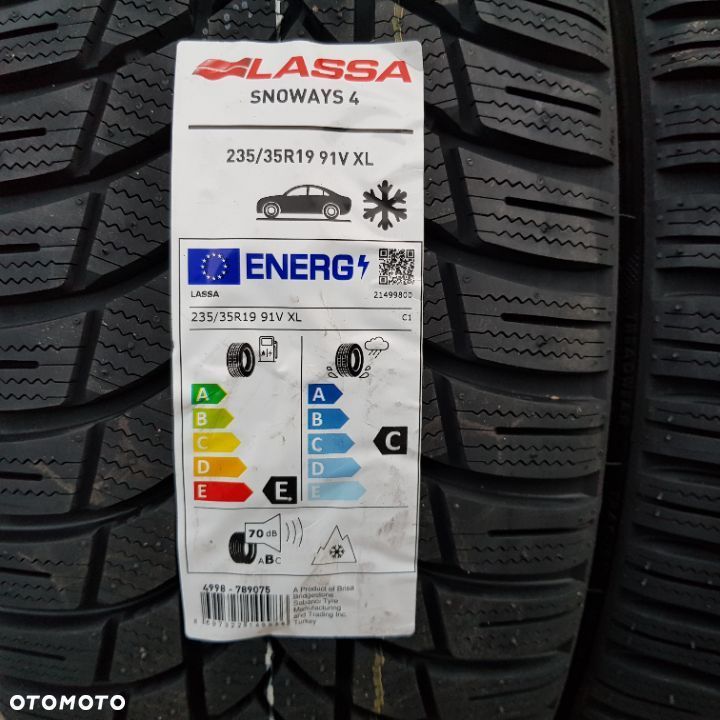 LASSA
SNOWAYS 4
235/35R19 91V XL
ENERG
LASSA
21499800
235/35R19 91V XL
C1
A
A
B
B
C
C
C
D
D
E
E
E
70 dB
ABC
4998 - 789075
A Product of Brisa
Bridgestone
Sabanci Tyre
Manufacturing
and Trading Inc.
Turkey
OTOMOTO